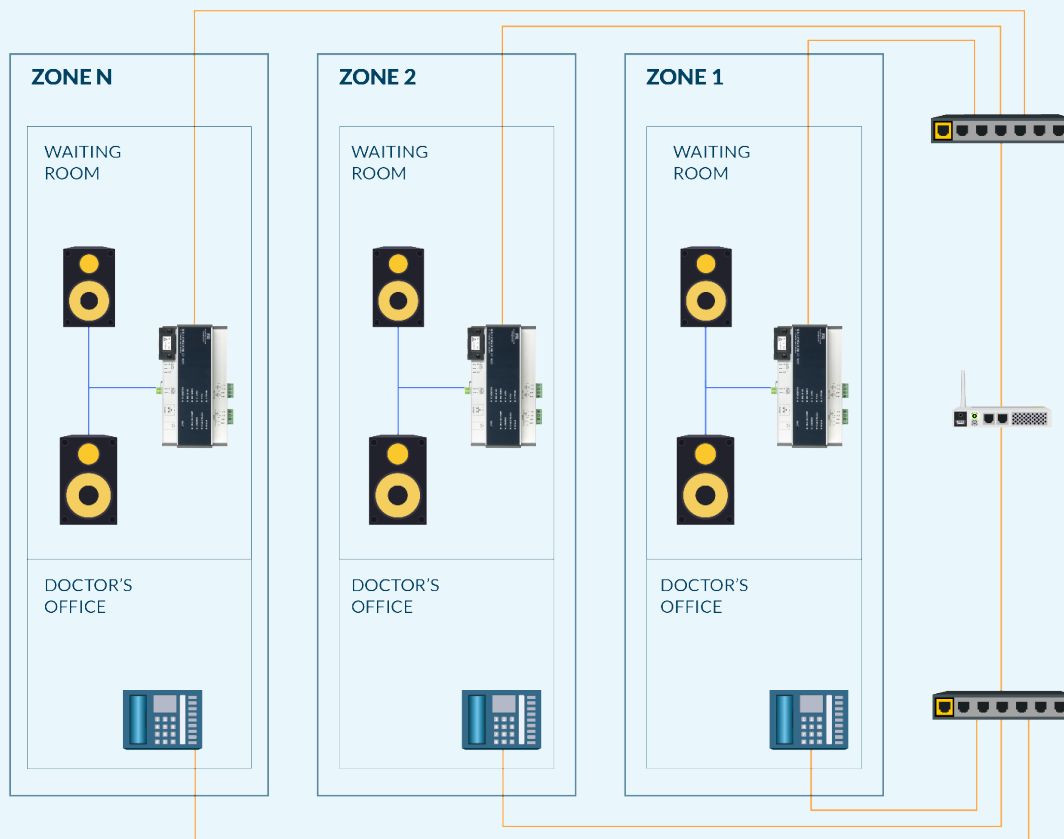 ZONE N
WAITING
ROOM
DOCTOR'S
OFFICE
ZONE 2
WAITING
ROOM
DOCTOR'S
OFFICE
ZONE 1
WAITING
ROOM
DOCTOR'S
OFFICE